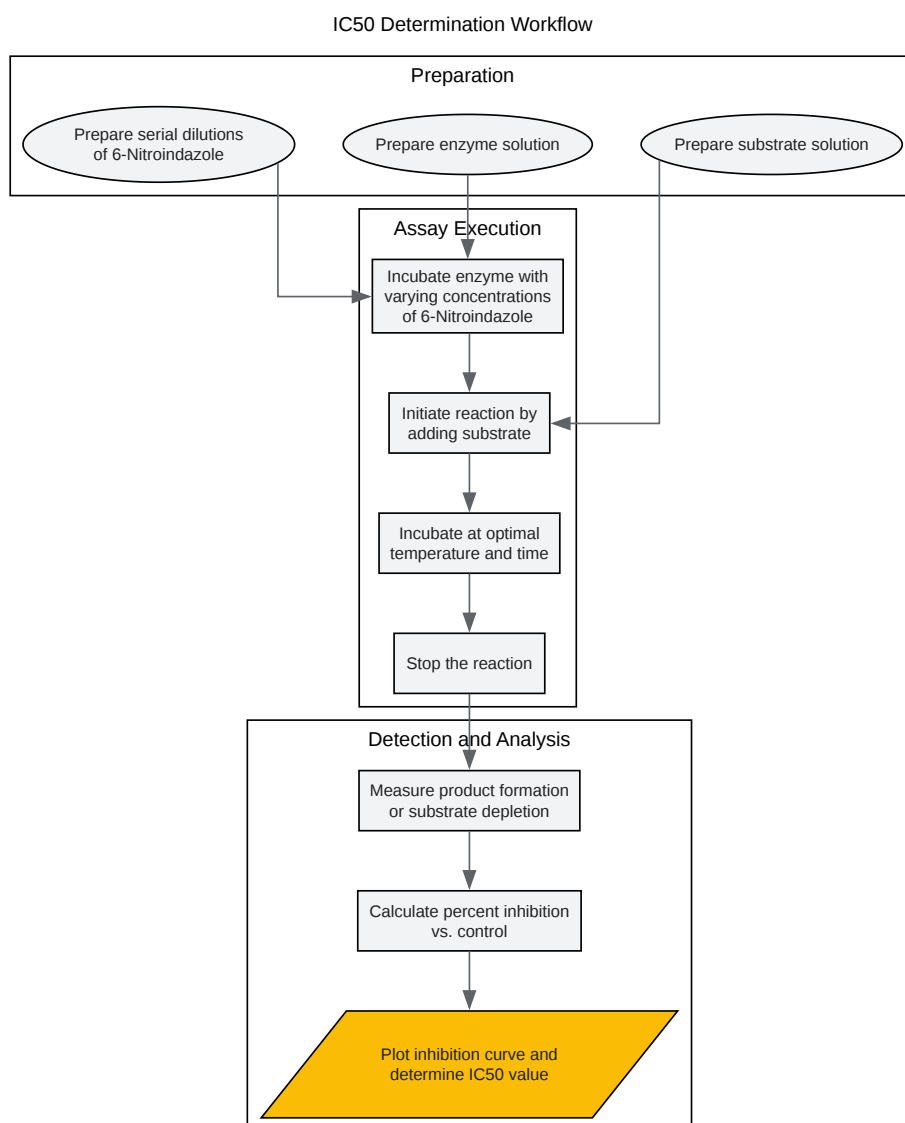 IC50 Determination Workflow
Preparation
Prepare serial dilutions
of 6-Nitroindazole
Prepare enzyme solution
Prepare substrate solution
Assay Execution
Incubate enzyme with
varying concentrations
of 6-Nitroindazole
Initiate reaction by
adding substrate
Incubate at optimal
temperature and time
Stop the reaction
Detection and Analysis
Measure product formation
or substrate depletion
Calculate percent inhibition
vs. control
Plot inhibition curve and
determine IC50 value